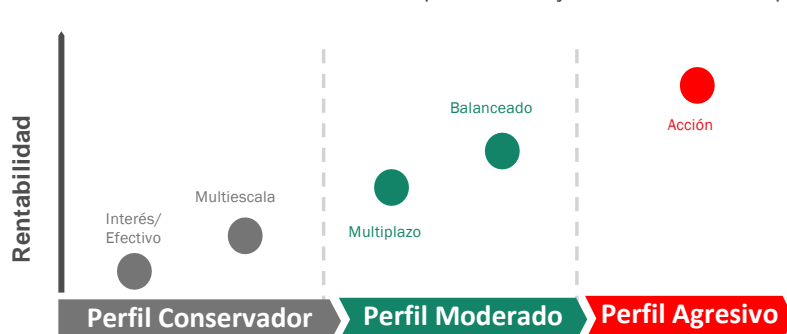 Rentabilidad
Interés/
Efectivo
Multiescala
Multiplazo
Balanceado
Acción
Perfil Conservador
Perfil Moderado
Perfil Agresivo